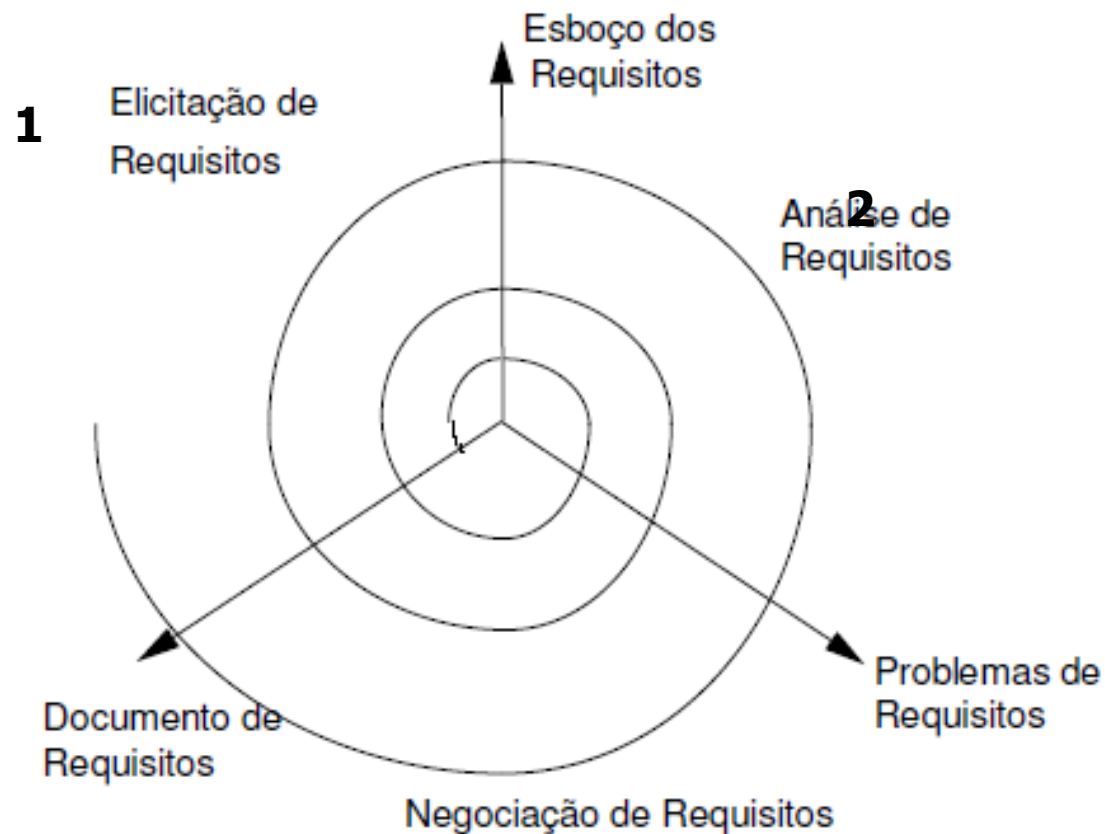 Esboço dos
Requisitos
1
Elicitação de
Requisitos
2
Análise de
Requisitos
Problemas de
Requisitos
Documento de
Requisitos
Negociação de Requisitos